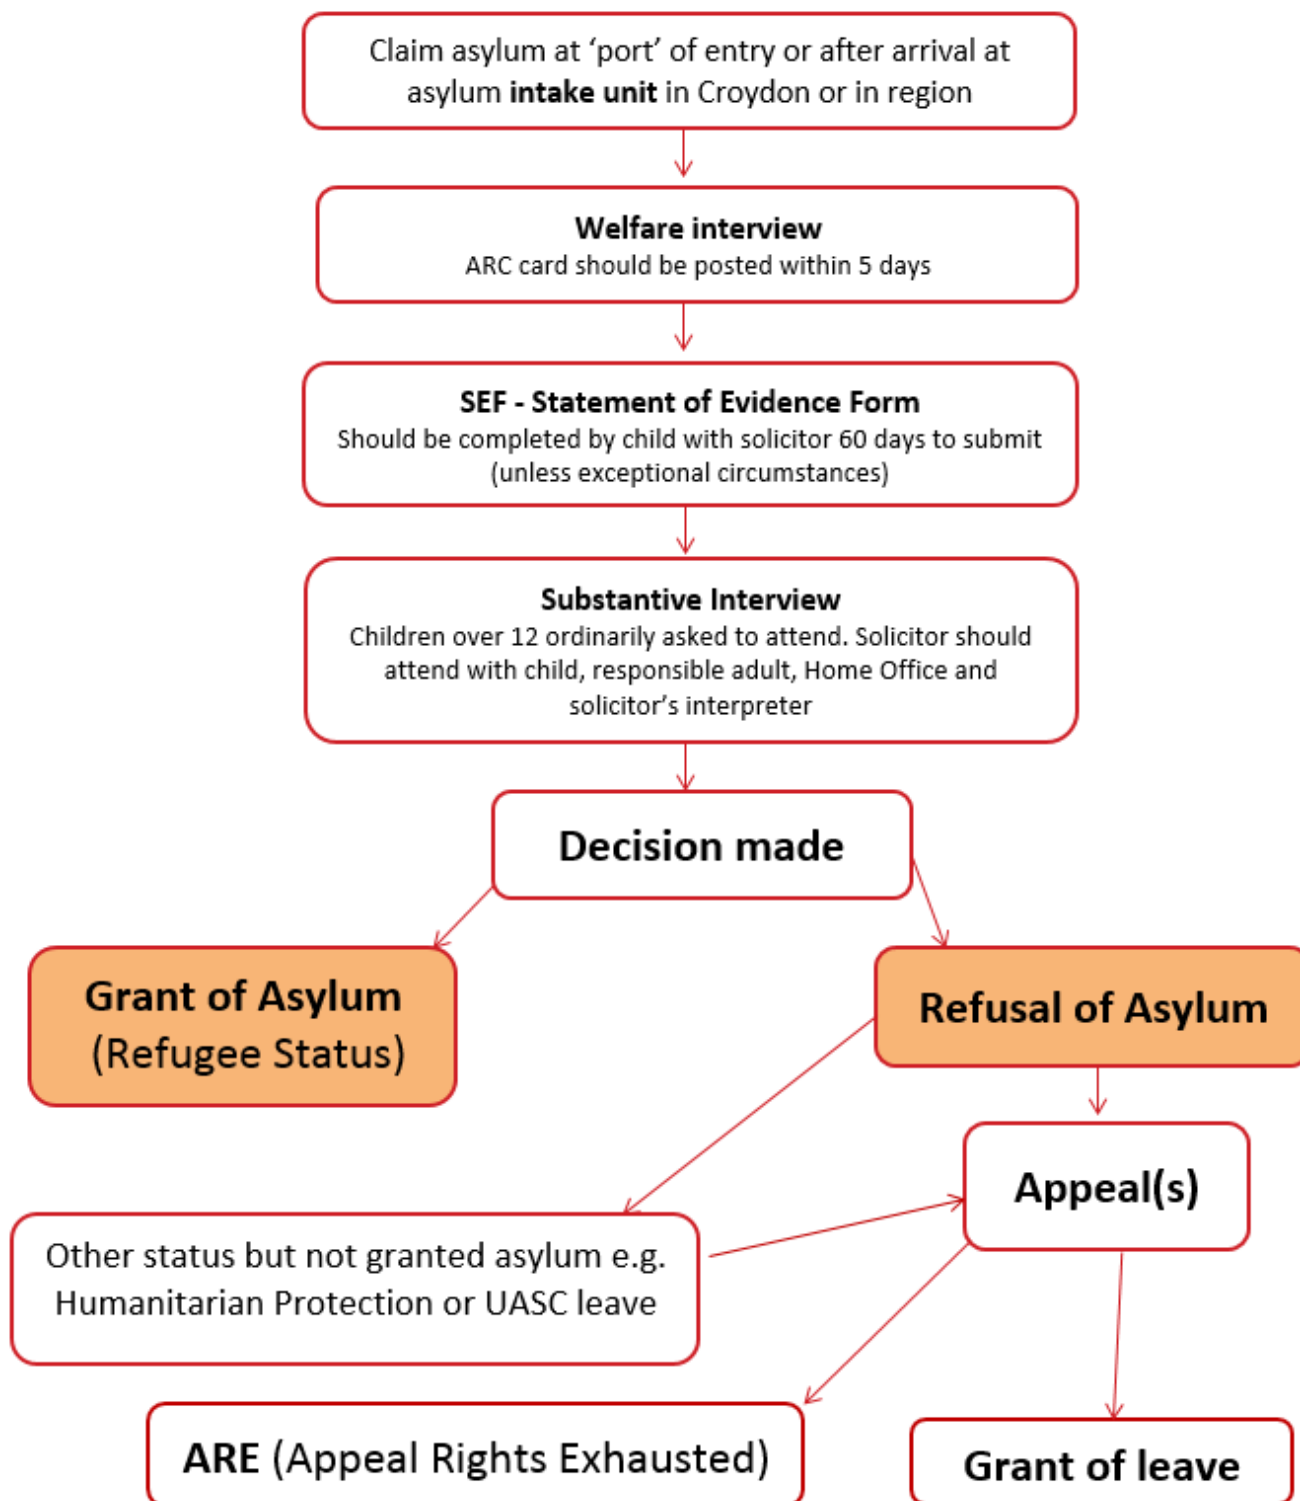 Claim asylum at ‘port’ of entry or after arrival at
asylum intake unit in Croydon or in region
Welfare interview
ARC card should be posted within 5 days
SEF - Statement of Evidence Form
Should be completed by child with solicitor 60 days to submit
(unless exceptional circumstances)
Substantive Interview
Children over 12 ordinarily asked to attend. Solicitor should
attend with child, responsible adult, Home Office and
solicitor’s interpreter
Decision made
Grant of Asylum
(Refugee Status)
Refusal of Asylum
Appeal(s)
Other status but not granted asylum e.g.
Humanitarian Protection or UASC leave
ARE (Appeal Rights Exhausted)
Grant of leave